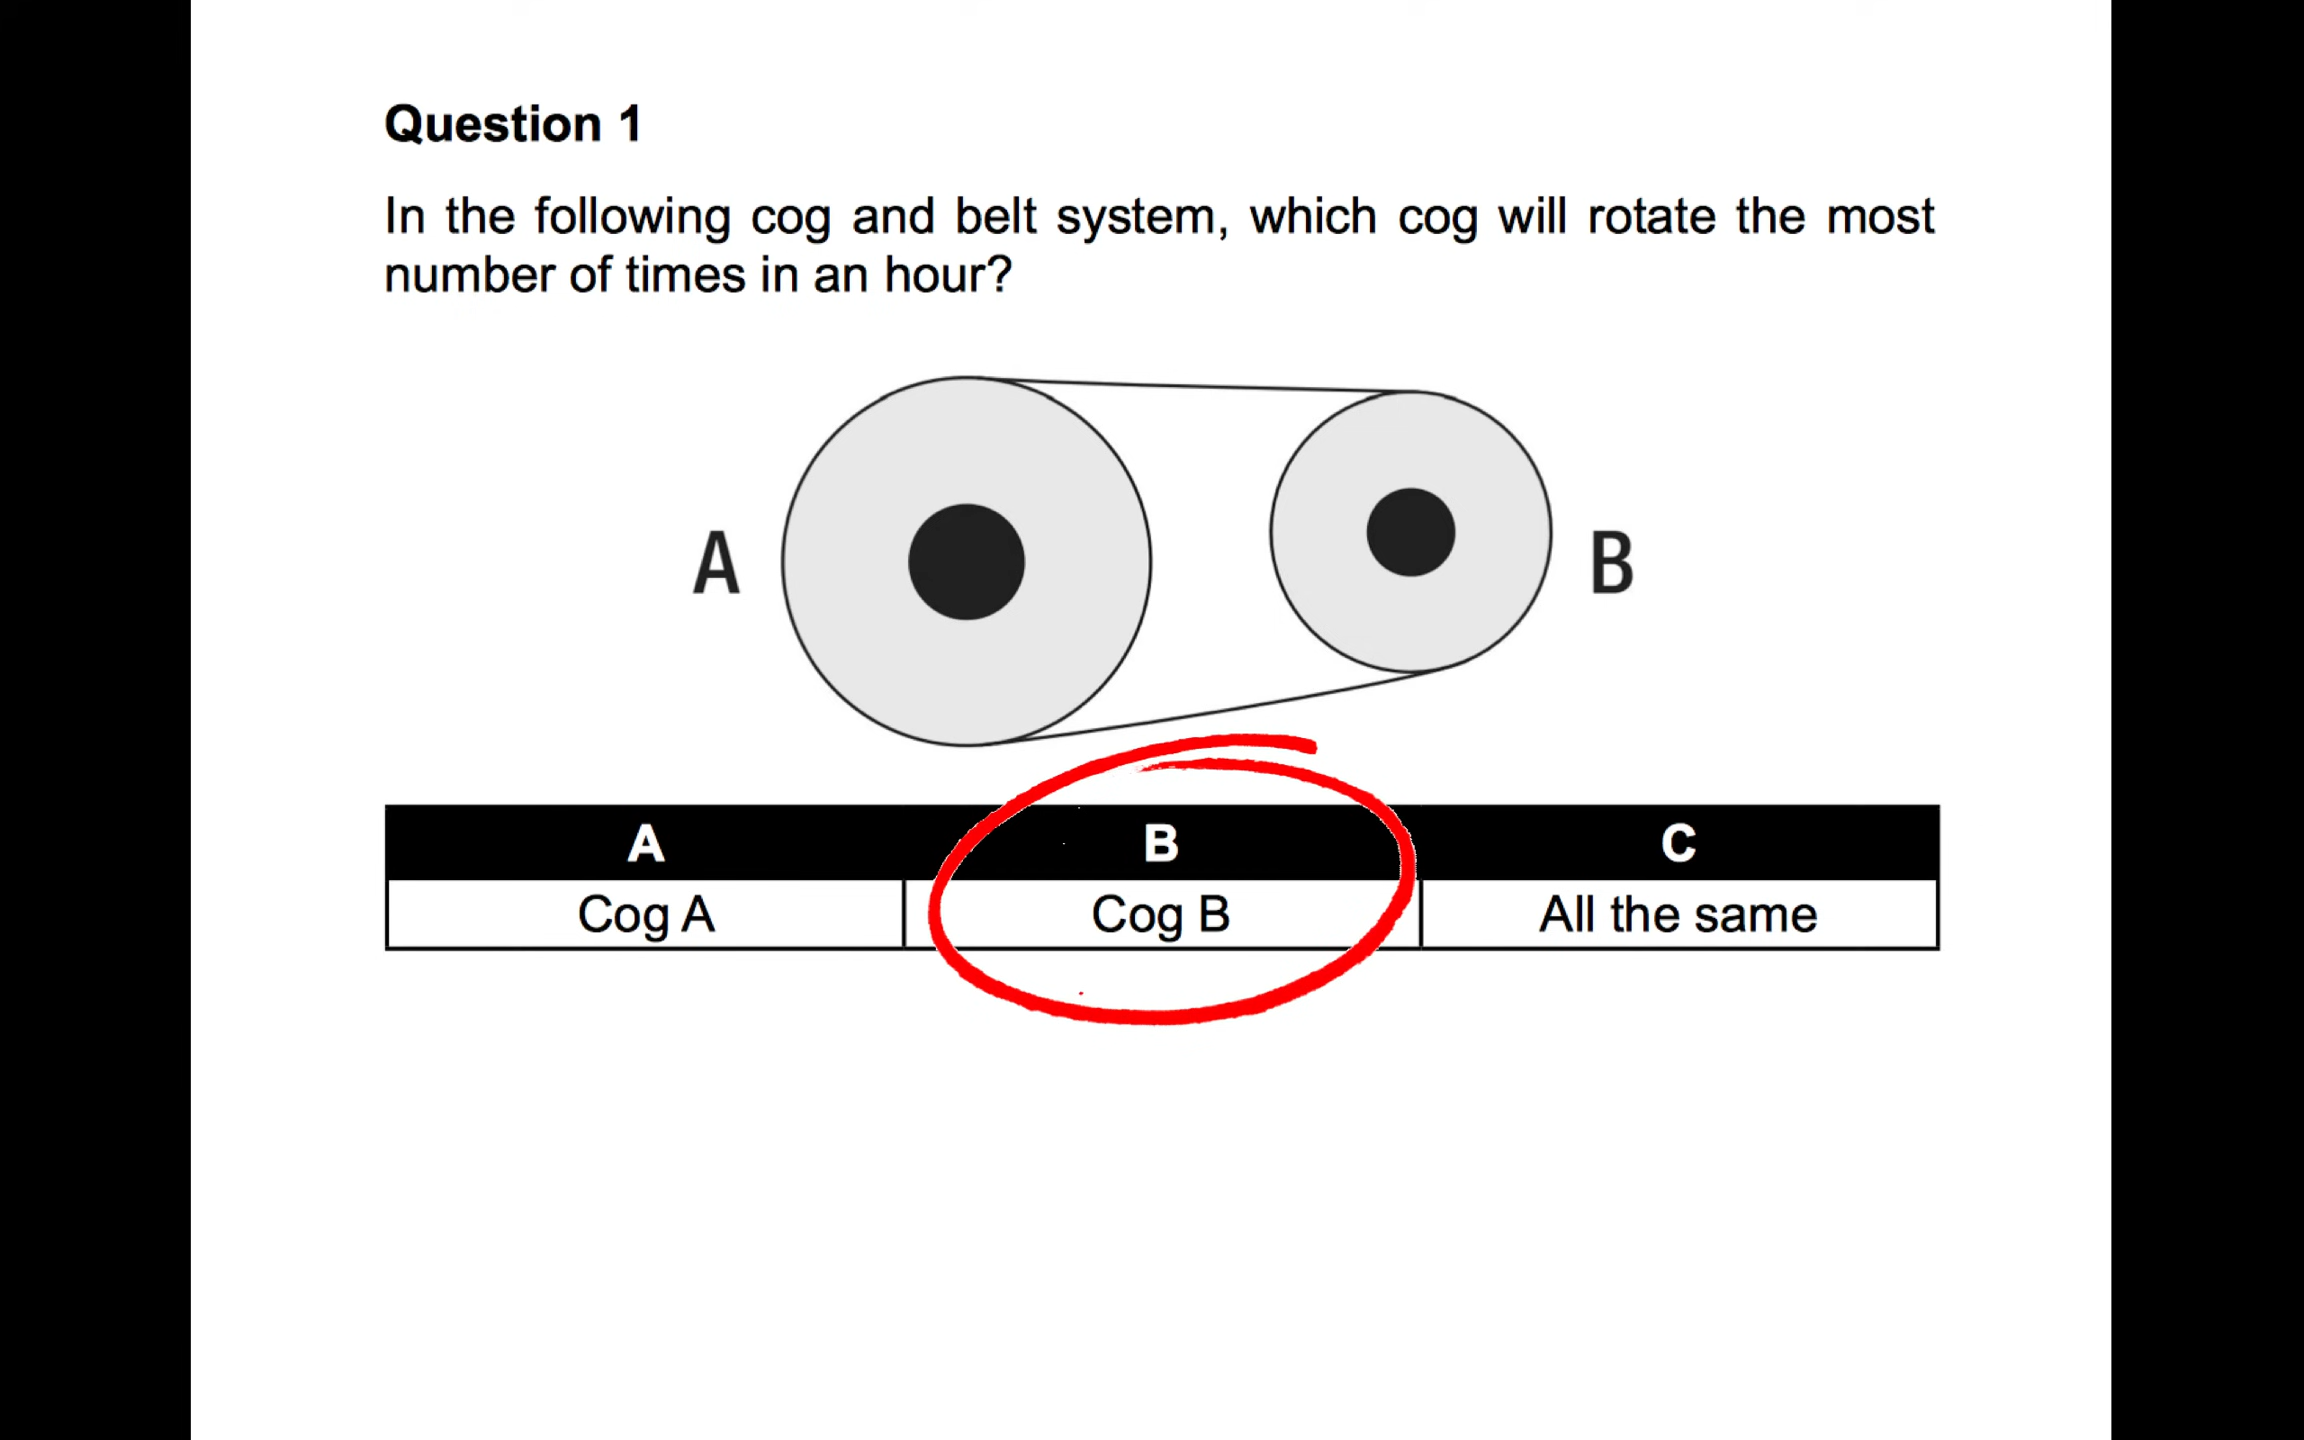 Question 1
In the following cog and belt system, which cog will rotate the most
number of times in an hour?
A B
A B C
Cog A Cog B All the same